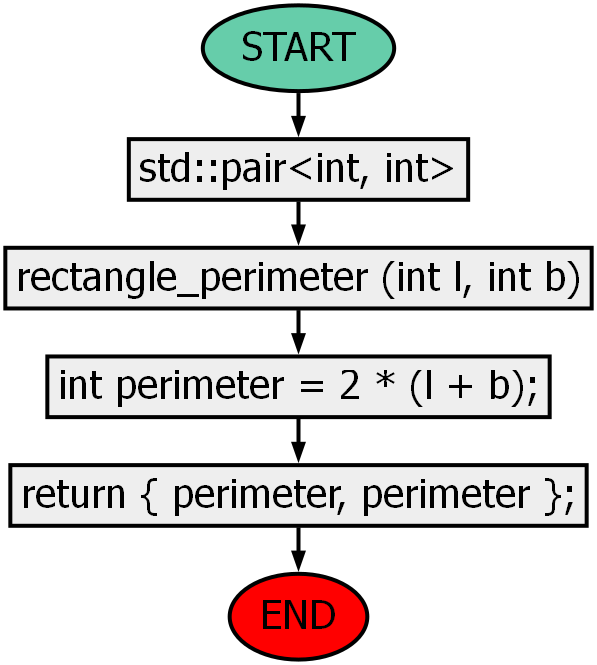 START
std::pair<int, int>
rectangle_perimeter (int l, int b)
int perimeter = 2 * (l + b);
return { perimeter, perimeter };
END